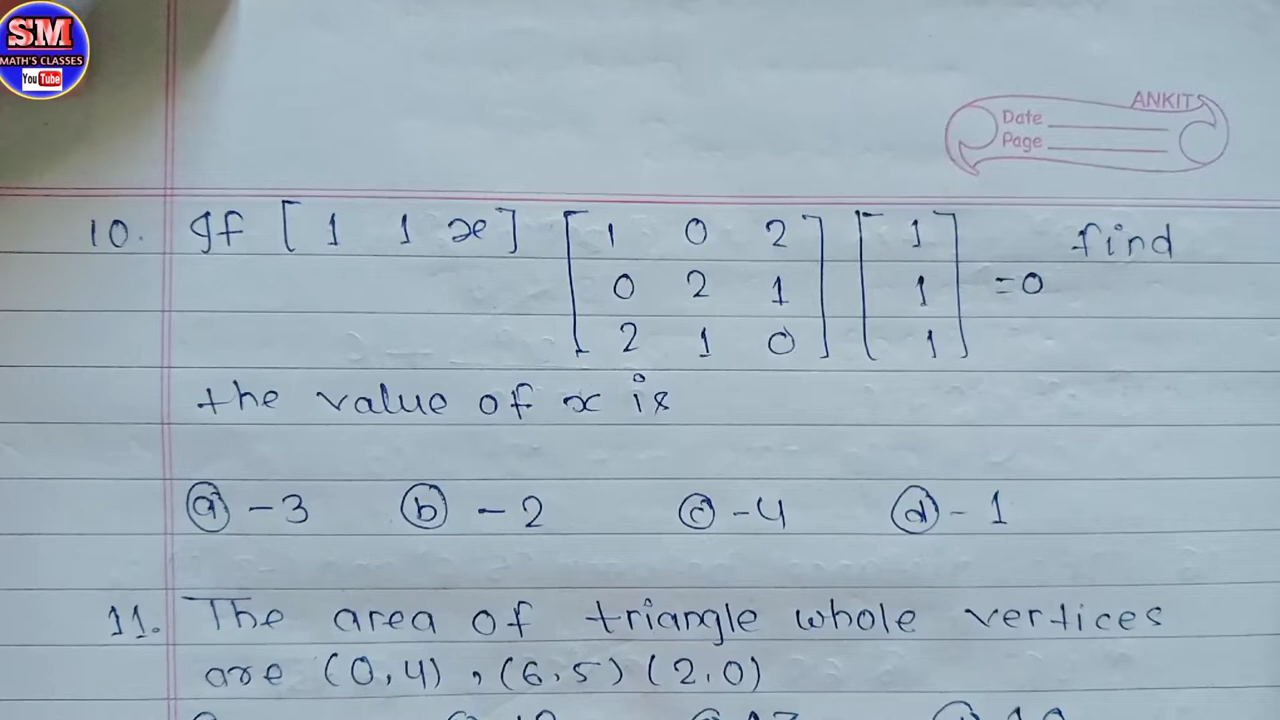 SM
MATH'S CLASSES
YouTube
ANKIT
Date
Page
10. If [ 1 1 x ] [ 1 0 2 ] [ 1 ] find
0 2 1 1 =0
2 1 0 1
the value of x is
(a) -3 (b) -2 (c) -4 (d) -1
11. The area of triangle whole vertices
are (0,4) , (6,5) (2,0)